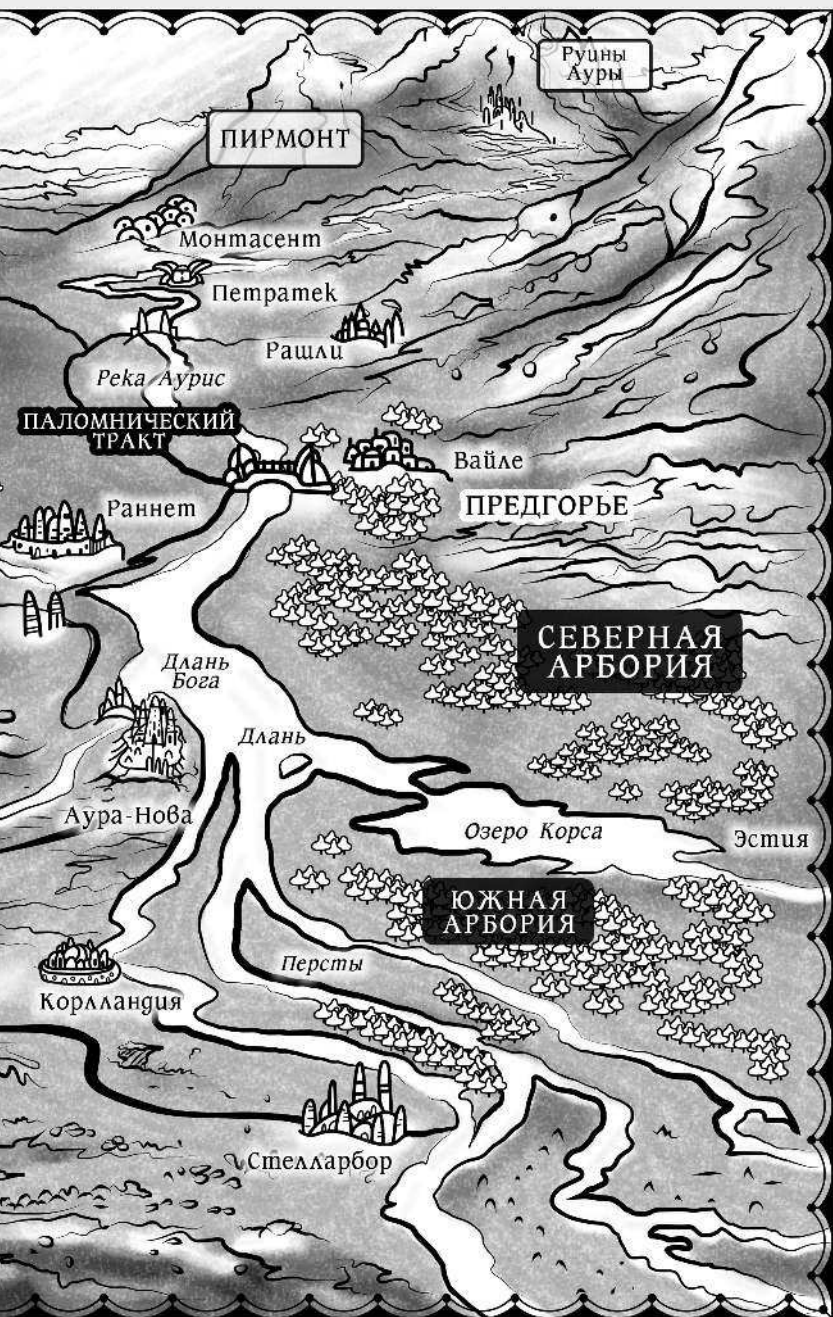 Руины
Ауры
ПИРМОНТ
Монтасент
Петратек
Рашли
Река Аурис
ПАЛОМНИЧЕСКИЙ
ТРАКТ
Вайле
Раннет
ПРЕДГОРЬЕ
СЕВЕРНАЯ
АРБОРИЯ
Длань
Бога
Длань
Аура-Нова
Озеро Корса
Эстия
ЮЖНАЯ
АРБОРИЯ
Персты
Корлландия
Стелларбор